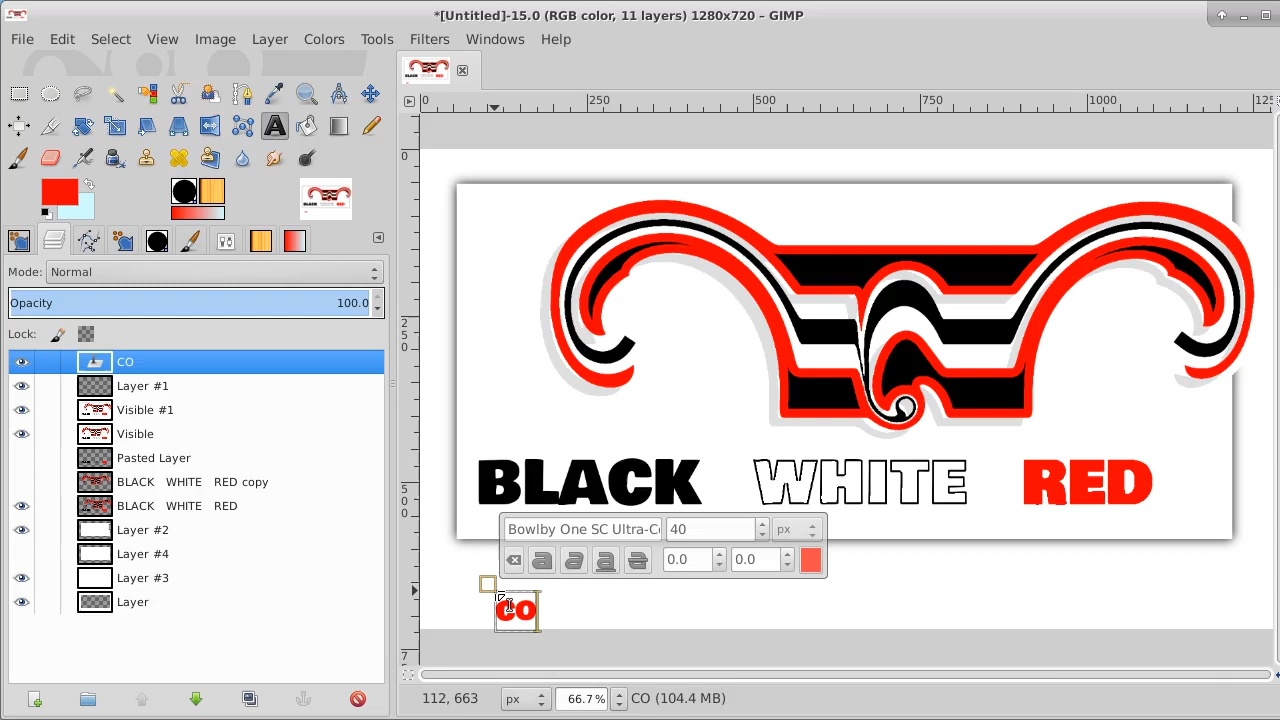 *[Untitled]-15.0 (RGB color, 11 layers) 1280x720 – GIMP
File Edit Select View Image Layer Colors Tools Filters Windows Help
0 250 500 750 1000
Mode: Normal
Opacity 100.0
Lock:
CO
Layer #1
Visible #1
Visible
Pasted Layer
BLACK WHITE RED copy
BLACK WHITE RED
Layer #2
Layer #4
Layer #3
Layer
0
250
500
BLACK WHITE RED
Bowlby One SC Ultra-Co 40 px
0.0 0.0
CO
112, 663 px 66.7% CO (104.4 MB)